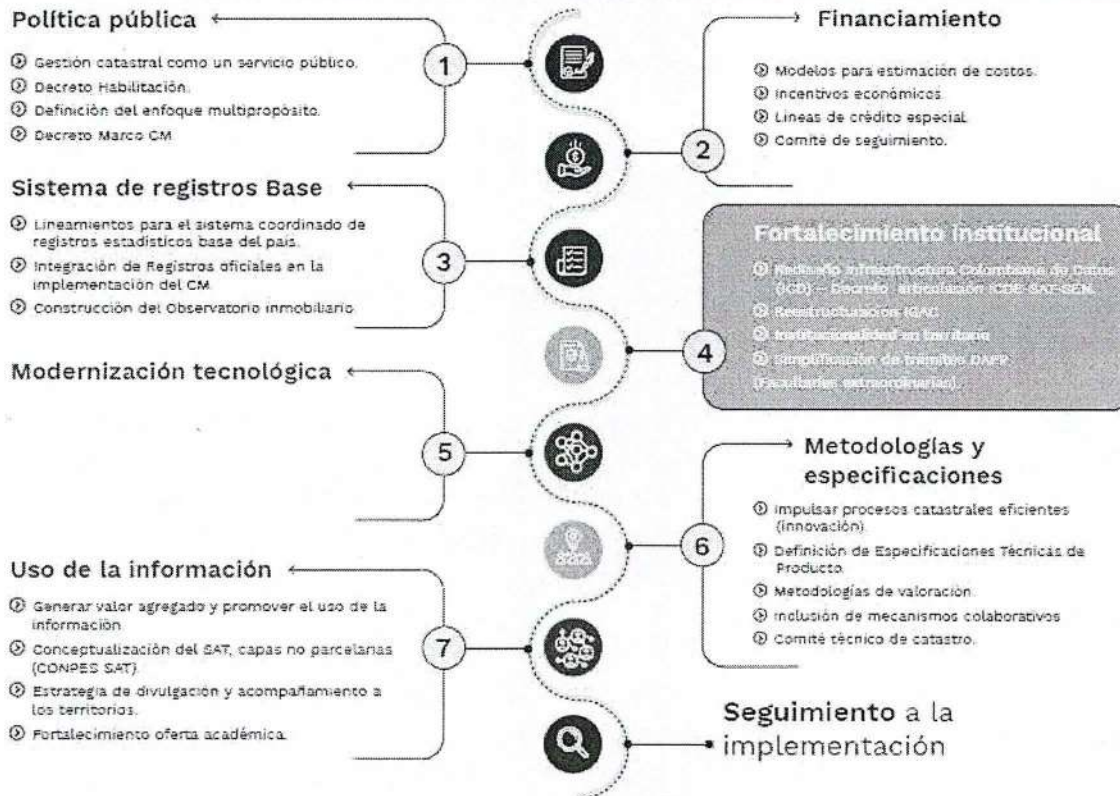 Política pública
Gestión catastral como un servicio público.
Decreto Habilitación.
Definición del enfoque multipropósito.
Decreto Marco CM
1
Financiamiento
Modelos para estimación de costos.
Incentivos económicos.
Líneas de crédito especial.
Comité de seguimiento.
2
Sistema de registros Base
Lineamientos para el sistema coordinado de
registros estadísticos base del país.
Integración de Registros oficiales en la
implementación del CM
Construcción del Observatorio inmobiliario
3
Fortalecimiento institucional
Rediseño Infraestructura Colombiana de Datos
(ICD) – Decreto articulación ICDE-SAT-SEN
Reestructuración IGAC
Institucionalidad en territorio
Simplificación de trámites DAFP
(Facultades extraordinarias).
4
Modernización tecnológica
5
Metodologías y
especificaciones
Impulsar procesos catastrales eficientes
(innovación).
Definición de Especificaciones Técnicas de
Producto.
Metodologías de valoración.
Inclusión de mecanismos colaborativos
Comité técnico de catastro.
6
Uso de la información
Generar valor agregado y promover el uso de la
información
Conceptualización del SAT, capas no parcelarias
(CONPES SAT)
Estrategia de divulgación y acompañamiento a
los territorios.
Fortalecimiento oferta académica.
7
Seguimiento a la
implementación